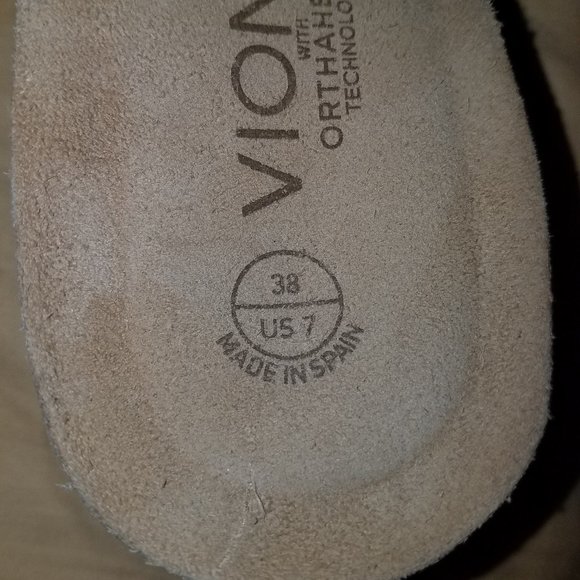 VION
WITH
ORTHAHE
TECHNOLO
38
US 7
MADE IN SPAIN